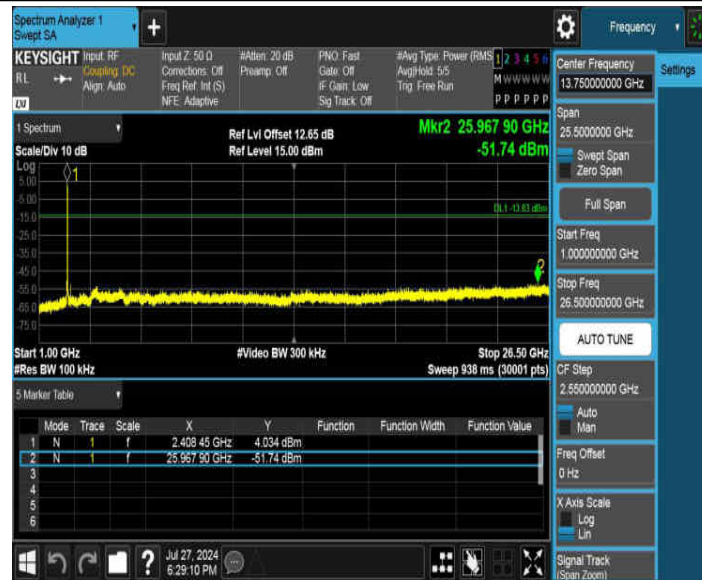 Spectrum Analyzer 1
Swept SA
+
Frequency
KEYSIGHT
RL
LXI
Input: RF
Coupling: DC
Align: Auto
Input Z: 50 Ω
Corrections: Off
Freq Ref: Int (S)
NFE: Adaptive
#Atten: 20 dB
Preamp: Off
PNO: Fast
Gate: Off
IF Gain: Low
Sig Track: Off
#Avg Type: Power (RMS
Avg|Hold: 5/5
Trig: Free Run
1 2 3 4 5 6
M W W W W W
P P P P P P
1 Spectrum
Scale/Div 10 dB
Ref Lvl Offset 12.65 dB
Ref Level 15.00 dBm
Mkr2 25.967 90 GHz
-51.74 dBm
Log
5.00
-5.00
-15.0
-25.0
-35.0
-45.0
-55.0
-65.0
-75.0
1
DL1 -13.63 dBm
2
Start 1.00 GHz
#Video BW 300 kHz
Stop 26.50 GHz
#Res BW 100 kHz
Sweep 938 ms (30001 pts)
5 Marker Table
Mode Trace Scale X Y Function Function Width Function Value
1 N 1 f 2.408 45 GHz 4.034 dBm
2 N 1 f 25.967 90 GHz -51.74 dBm
3
4
5
6
Jul 27, 2024
6:29:10 PM
Center Frequency
13.750000000 GHz
Settings
Span
25.5000000 GHz
Swept Span
Zero Span
Full Span
Start Freq
1.000000000 GHz
Stop Freq
26.500000000 GHz
AUTO TUNE
CF Step
2.550000000 GHz
Auto
Man
Freq Offset
0 Hz
X Axis Scale
Log
Lin
Signal Track
(Span Zoom)